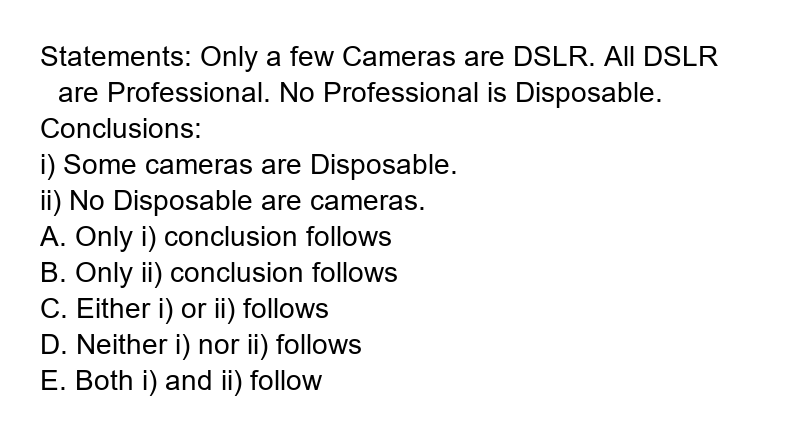 Statements: Only a few Cameras are DSLR. All DSLR
are Professional. No Professional is Disposable.
Conclusions:
i) Some cameras are Disposable.
ii) No Disposable are cameras.
A. Only i) conclusion follows
B. Only ii) conclusion follows
C. Either i) or ii) follows
D. Neither i) nor ii) follows
E. Both i) and ii) follow